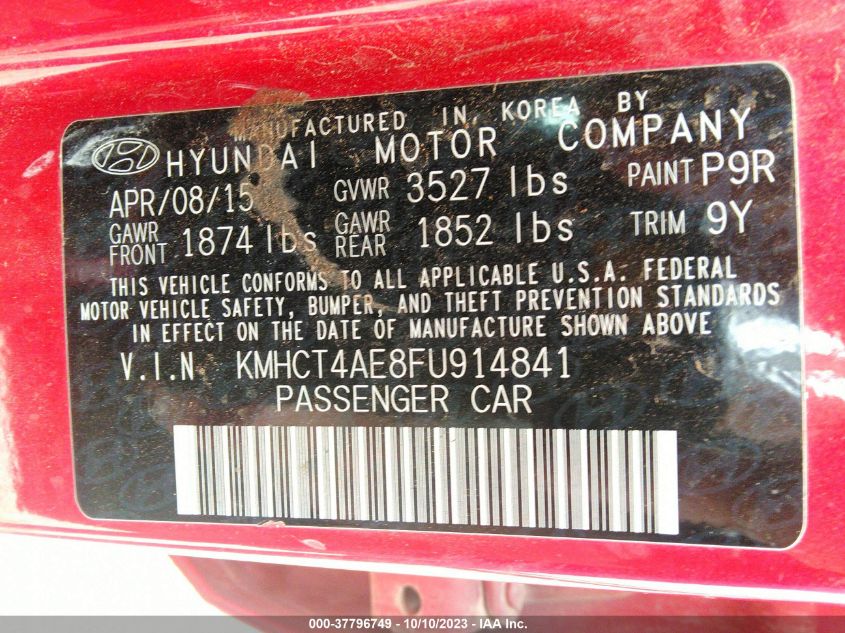 MANUFACTURED IN KOREA BY
HYUNDAI MOTOR COMPANY
APR/08/15 GVWR 3527 lbs PAINT P9R
GAWR FRONT 1874 lbs GAWR REAR 1852 lbs TRIM 9Y
THIS VEHICLE CONFORMS TO ALL APPLICABLE U.S.A. FEDERAL
MOTOR VEHICLE SAFETY, BUMPER, AND THEFT PREVENTION STANDARDS
IN EFFECT ON THE DATE OF MANUFACTURE SHOWN ABOVE
V.I.N. KMHCT4AE8FU914841
PASSENGER CAR
000-37796749 - 10/10/2023 - IAA Inc.